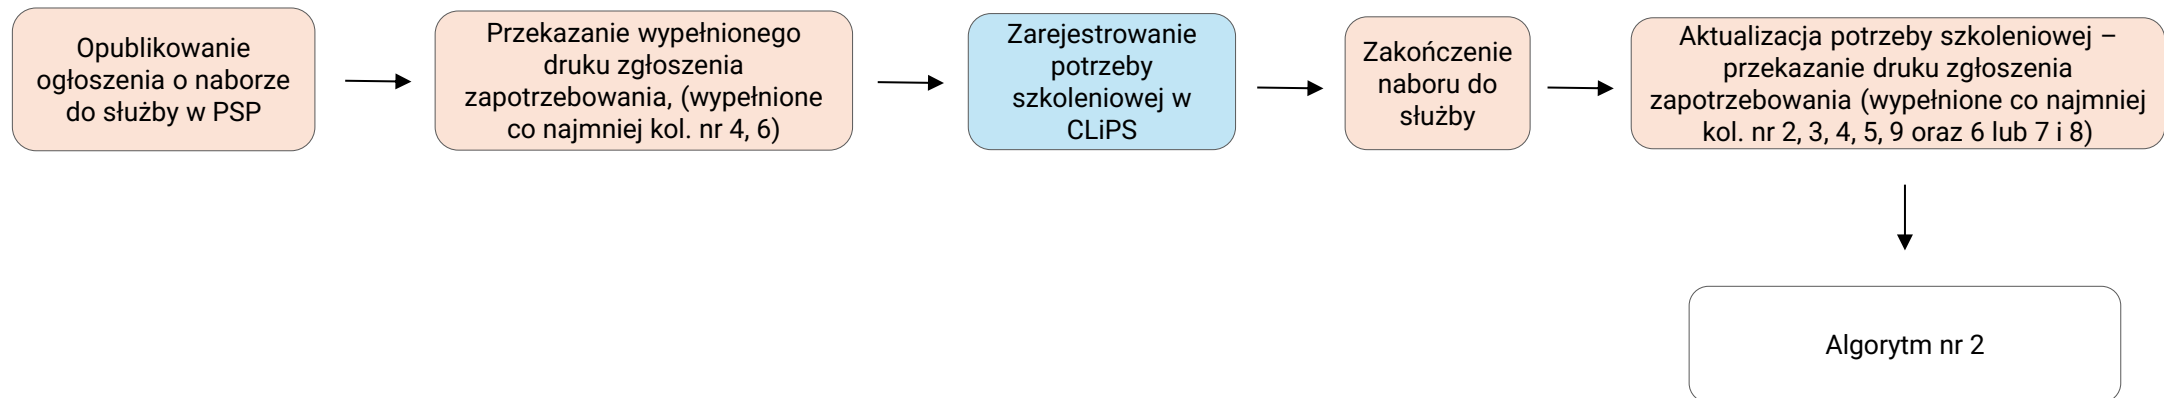 Opublikowanie
ogłoszenia o naborze
do służby w PSP
Przekazanie wypełnionego
druku zgłoszenia
zapotrzebowania, (wypełnione
co najmniej kol. nr 4, 6)
Zarejestrowanie
potrzeby
szkoleniowej w
CLiPS
Zakończenie
naboru do
służby
Aktualizacja potrzeby szkoleniowej –
przekazanie druku zgłoszenia
zapotrzebowania (wypełnione co najmniej
kol. nr 2, 3, 4, 5, 9 oraz 6 lub 7 i 8)
Algorytm nr 2